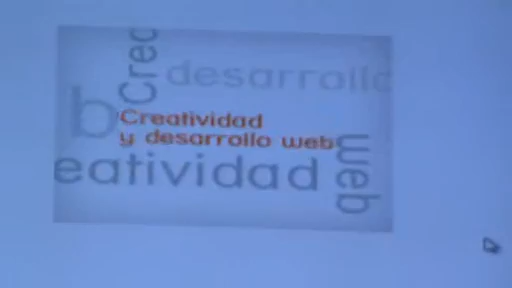 Crea
desarrollo
b
Creatividad
y desarrollo web
eatividad
web